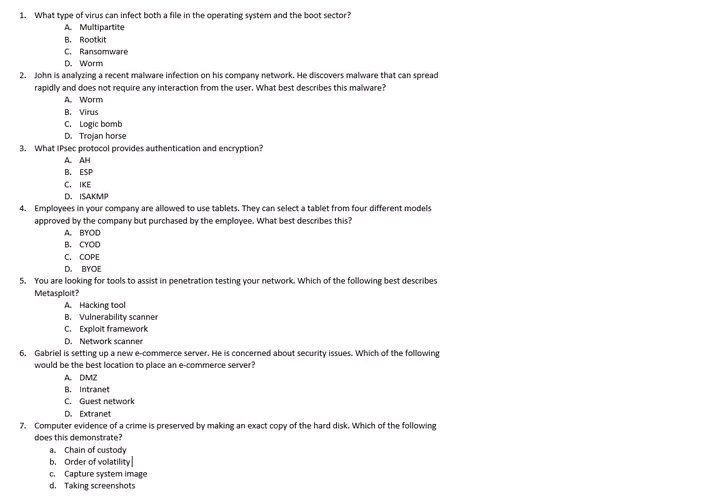 1. What type of virus can infect both a file in the operating system and the boot sector?
A. Multipartite
B. Rootkit
C. Ransomware
D. Worm
2. John is analyzing a recent malware infection on his company network. He discovers malware that can spread
rapidly and does not require any interaction from the user. What best describes this malware?
A. Worm
B. Virus
C. Logic bomb
D. Trojan horse
3. What IPsec protocol provides authentication and encryption?
A. AH
B. ESP
C. IKE
D. ISAKMP
4. Employees in your company are allowed to use tablets. They can select a tablet from four different models
approved by the company but purchased by the employee. What best describes this?
A. BYOD
B. CYOD
C. COPE
D. BYOE
5. You are looking for tools to assist in penetration testing your network. Which of the following best describes
Metasploit?
A. Hacking tool
B. Vulnerability scanner
C. Exploit framework
D. Network scanner
6. Gabriel is setting up a new e-commerce server. He is concerned about security issues. Which of the following
would be the best location to place an e-commerce server?
A. DMZ
B. Intranet
C. Guest network
D. Extranet
7. Computer evidence of a crime is preserved by making an exact copy of the hard disk. Which of the following
does this demonstrate?
a. Chain of custody
b. Order of volatility
c. Capture system image
d. Taking screenshots